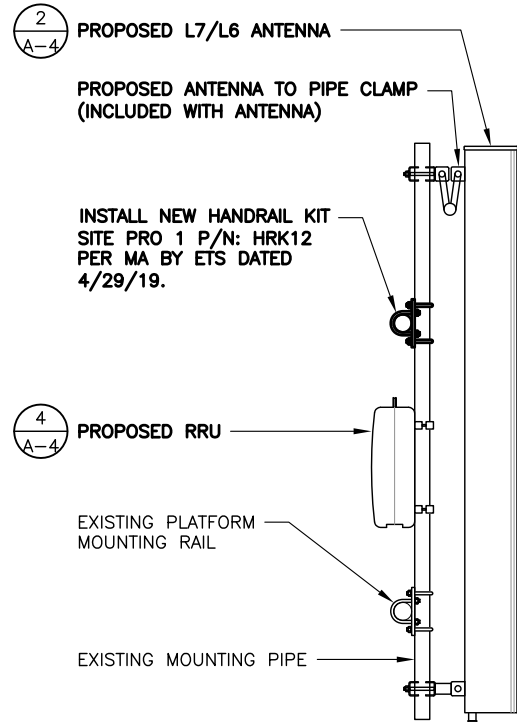 2
A-4
PROPOSED L7/L6 ANTENNA
PROPOSED ANTENNA TO PIPE CLAMP
(INCLUDED WITH ANTENNA)
INSTALL NEW HANDRAIL KIT
SITE PRO 1 P/N: HRK12
PER MA BY ETS DATED
4/29/19.
4
A-4
PROPOSED RRU
EXISTING PLATFORM
MOUNTING RAIL
EXISTING MOUNTING PIPE